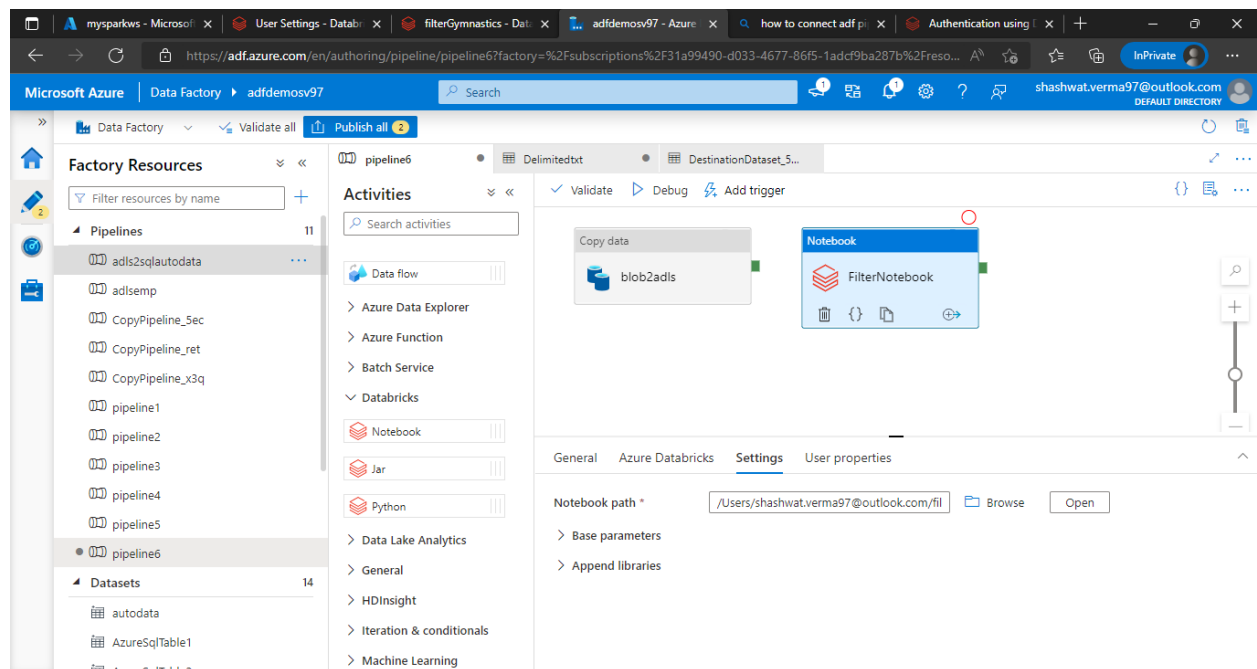 mysparkws - Microsoft
User Settings - Databr
filterGymnastics - Dat
adfdemosv97 - Azure
how to connect adf pi
Authentication using
https://adf.azure.com/en/authoring/pipeline/pipeline6?factory=%2Fsubscriptions%2F31a99490-d033-4677-86f5-1adcf9ba287b%2Freso...
InPrivate
Microsoft Azure
Data Factory
adfdemosv97
Search
1
1
shashwat.verma97@outlook.com
DEFAULT DIRECTORY
Data Factory
Validate all
Publish all 2
2
Factory Resources
Filter resources by name
Pipelines 11
adls2sqlautodata
adlsemp
CopyPipeline_5ec
CopyPipeline_ret
CopyPipeline_x3q
pipeline1
pipeline2
pipeline3
pipeline4
pipeline5
pipeline6
Datasets 14
autodata
AzureSqlTable1
pipeline6
Delimitedtxt
DestinationDataset_5...
Activities
Search activities
Data flow
Azure Data Explorer
Azure Function
Batch Service
Databricks
Notebook
Jar
Python
Data Lake Analytics
General
HDInsight
Iteration & conditionals
Machine Learning
Validate
Debug
Add trigger
Copy data
blob2adls
Notebook
FilterNotebook
General
Azure Databricks
Settings
User properties
Notebook path *
/Users/shashwat.verma97@outlook.com/fil
Browse
Open
Base parameters
Append libraries